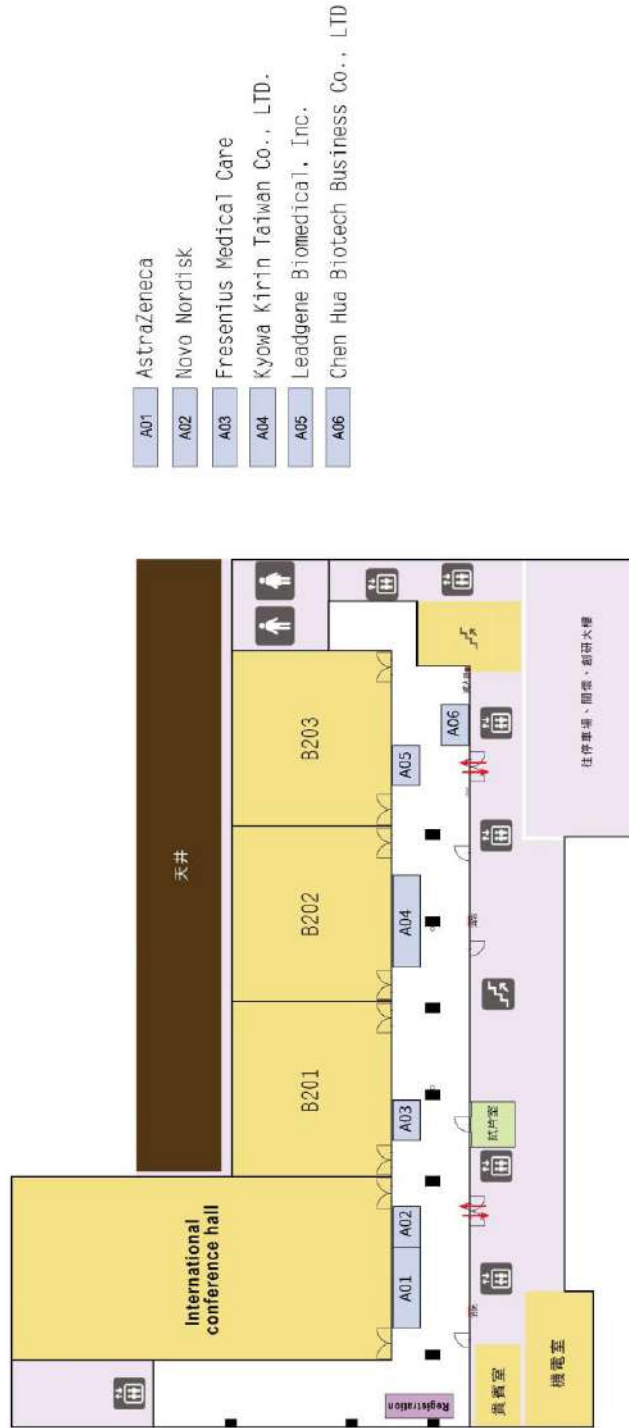 A01 AstraZeneca
A02 Novo Nordisk
A03 Fresenius Medical Care
A04 Kyowa Kirin Taiwan Co., LTD.
A05 Leadgene Biomedical, Inc.
A06 Chen Hua Biotech Business Co., LTD
天井
International
conference hall
B201
B202
B203
A01
A02
A03
A04
A05
A06
Registration
試片室
貴賓室
機電室
往停車場、開懷、創研大樓